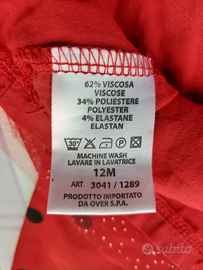 62% VISCOSA
VISCOSE
34% POLIESTERE
POLYESTER
4% ELASTANE
ELASTAN
30°
MACHINE WASH
LAVARE IN LAVATRICE
12M
ART. 3041 / 1289
PRODOTTO IMPORTATO
DA OVER S.P.A.
subito